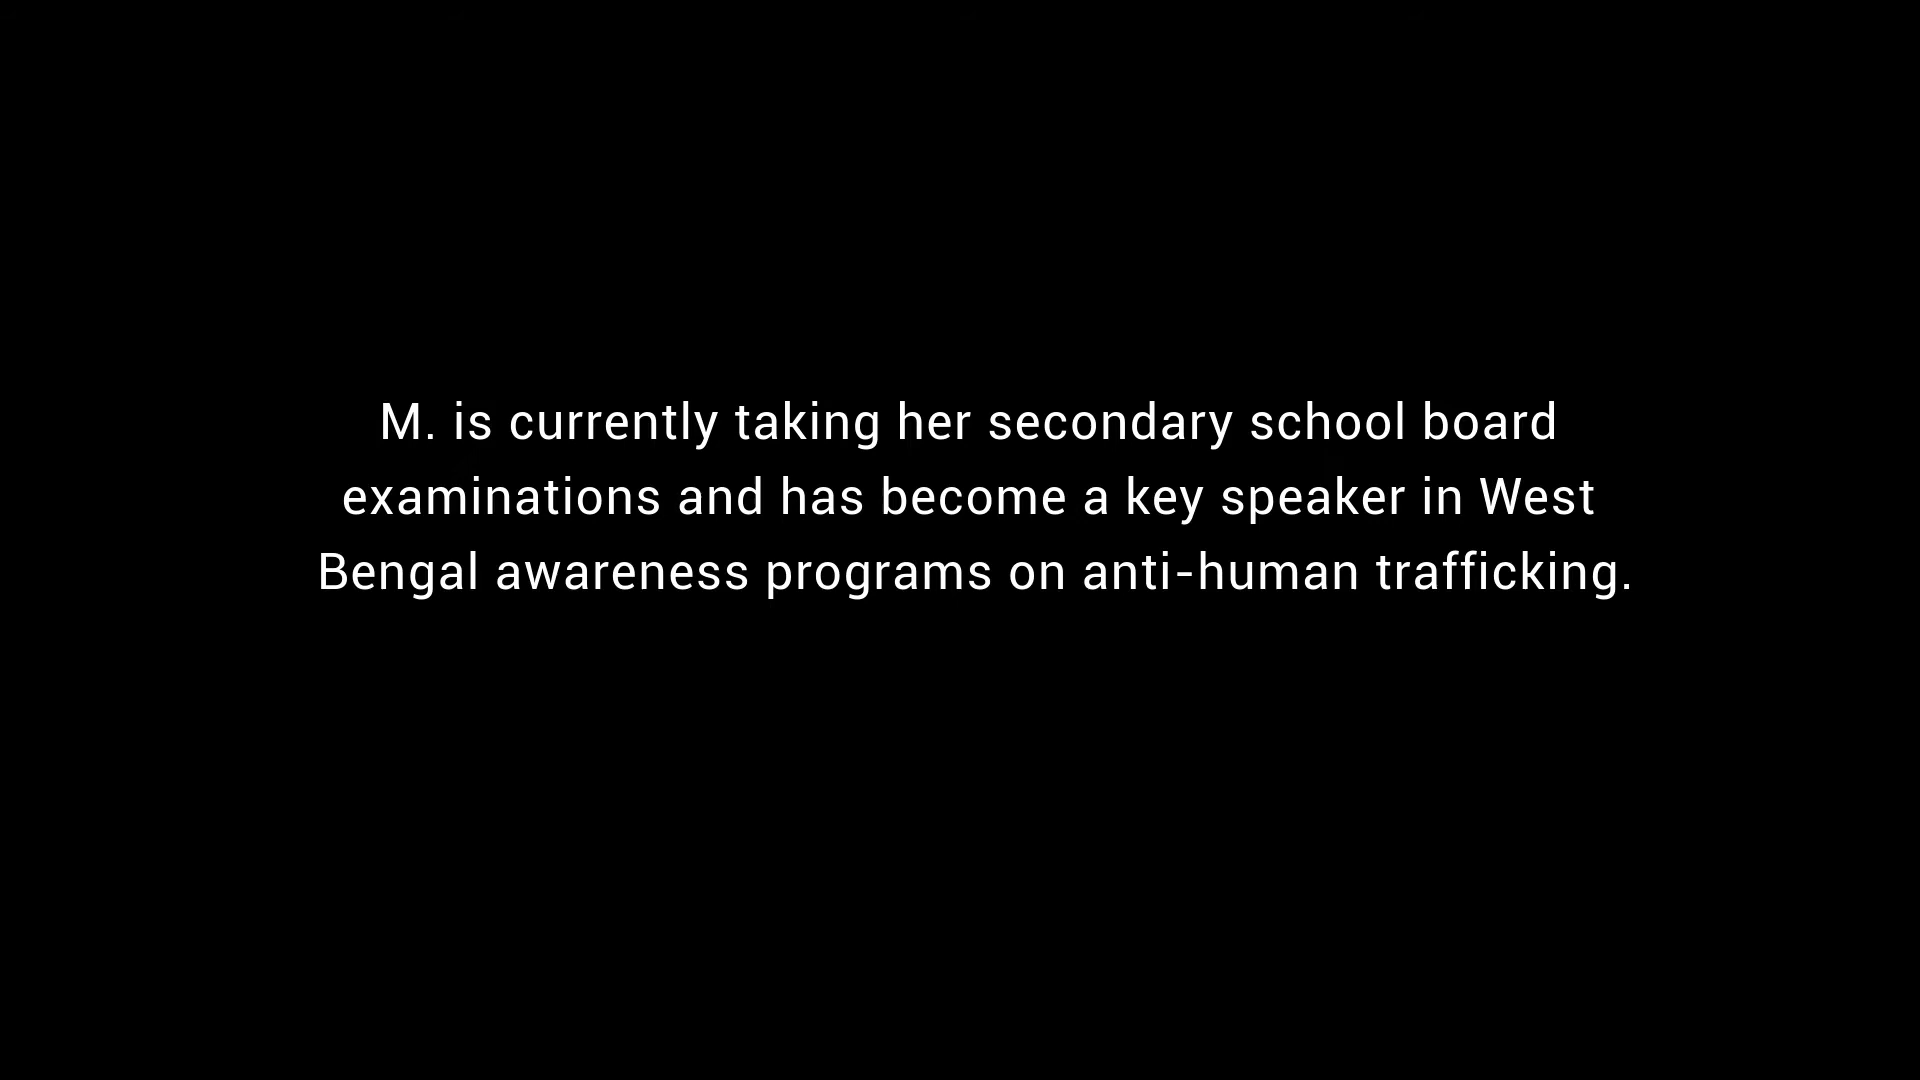 M. is currently taking her secondary school board
examinations and has become a key speaker in West
Bengal awareness programs on anti-human trafficking.